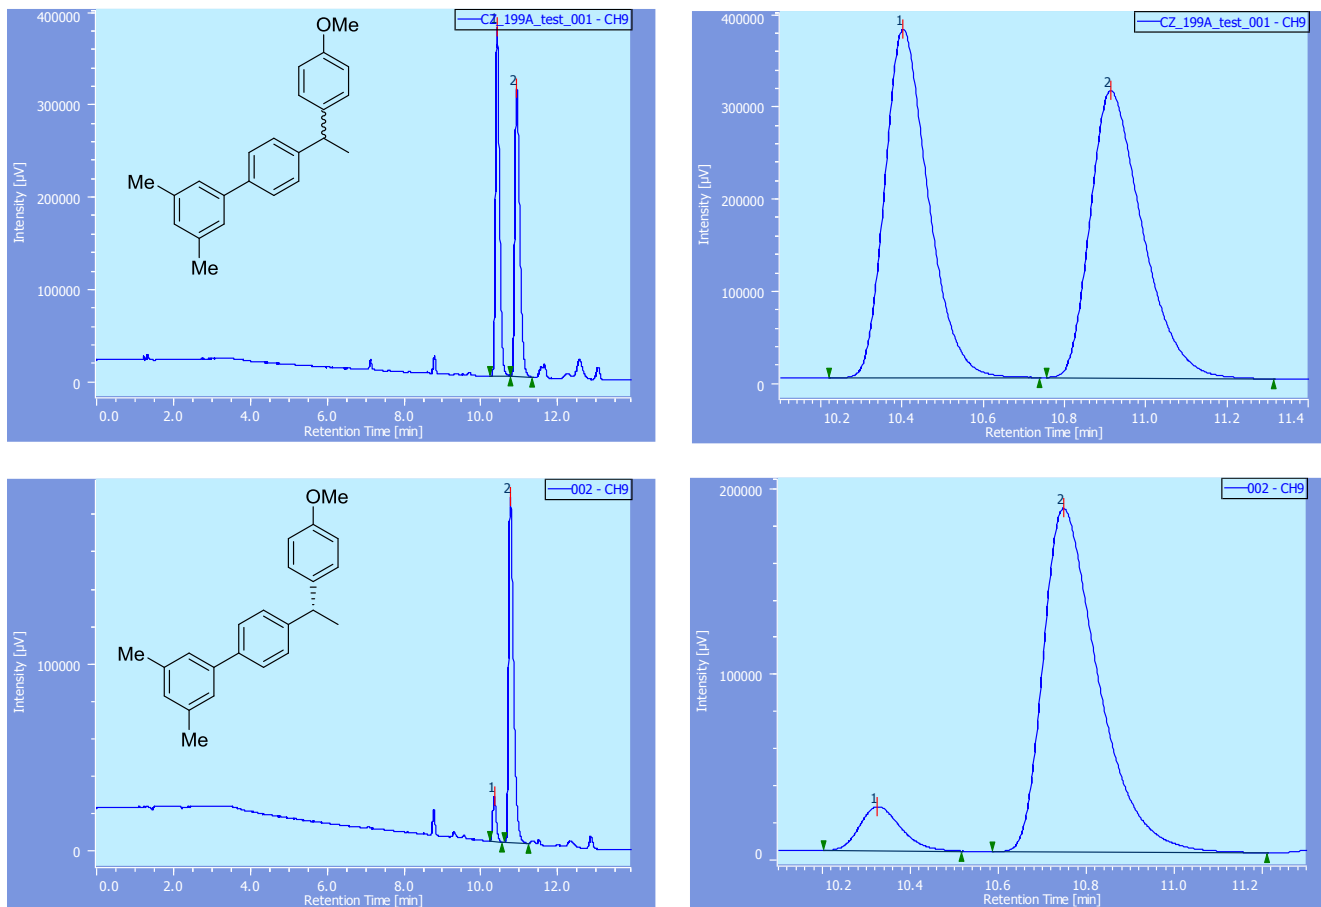 CZ_199A_test_001 - CH9
400000
300000
200000
100000
0
Intensity [µV]
1
2
OMe
Me
Me
0.0 2.0 4.0 6.0 8.0 10.0 12.0
Retention Time [min]
CZ_199A_test_001 - CH9
400000
300000
200000
100000
0
Intensity [µV]
1
2
10.2 10.4 10.6 10.8 11.0 11.2 11.4
Retention Time [min]
002 - CH9
100000
0
Intensity [µV]
1
2
OMe
Me
Me
0.0 2.0 4.0 6.0 8.0 10.0 12.0
Retention Time [min]
002 - CH9
200000
100000
0
Intensity [µV]
1
2
10.2 10.4 10.6 10.8 11.0 11.2
Retention Time [min]